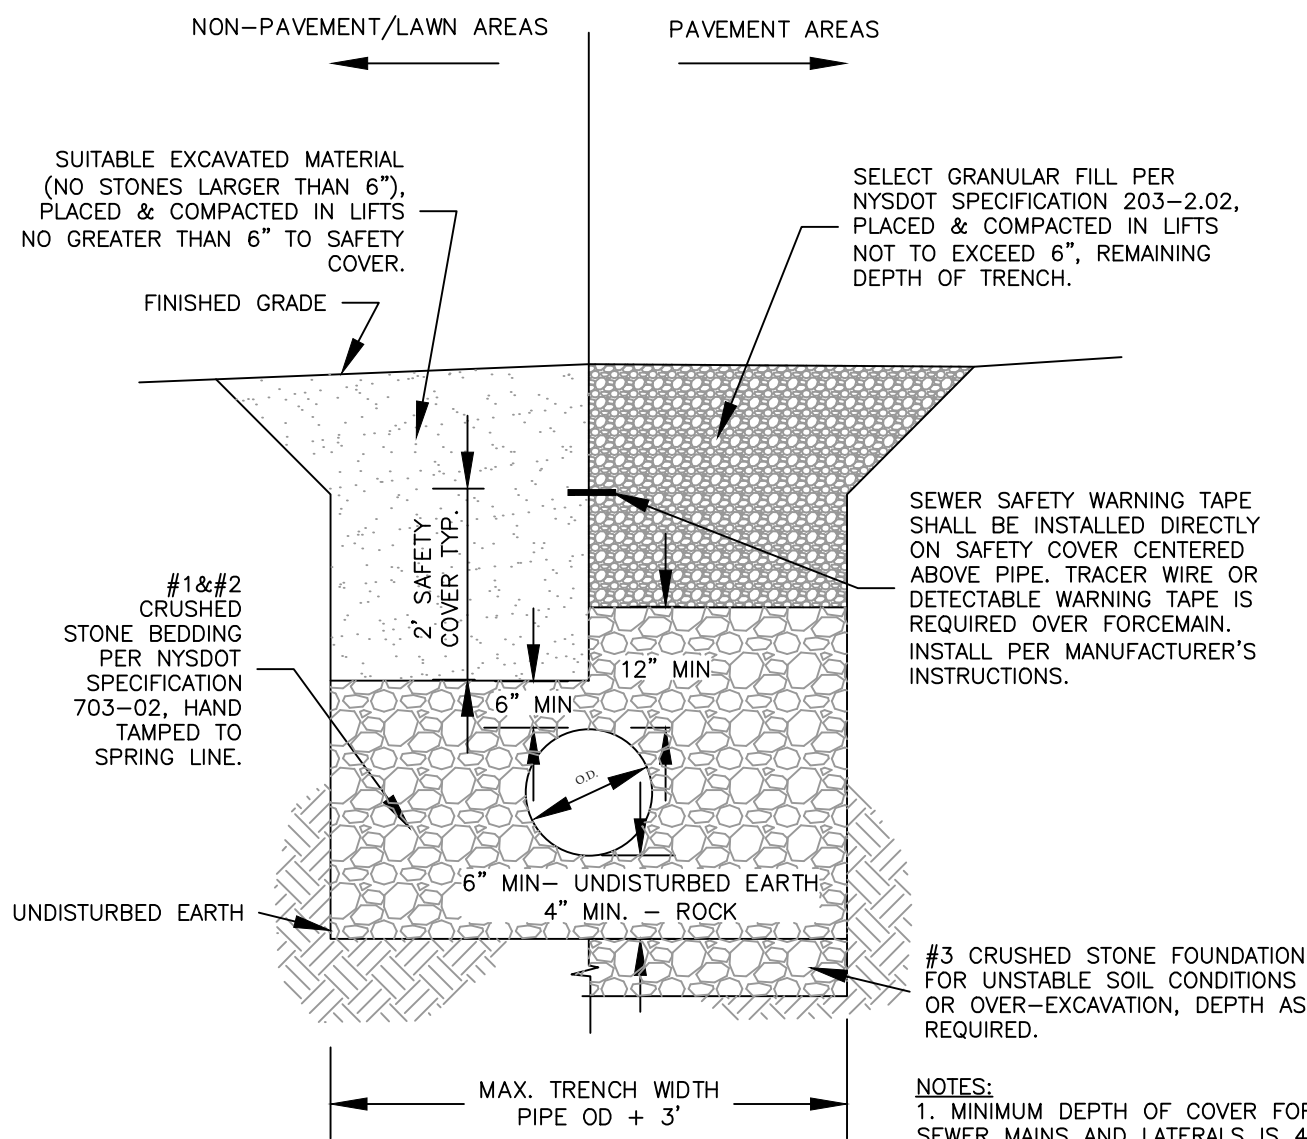 NON-PAVEMENT/LAWN AREAS
PAVEMENT AREAS
SUITABLE EXCAVATED MATERIAL
(NO STONES LARGER THAN 6"),
PLACED & COMPACTED IN LIFTS
NO GREATER THAN 6" TO SAFETY
COVER.
FINISHED GRADE
SELECT GRANULAR FILL PER
NYSDOT SPECIFICATION 203-2.02,
PLACED & COMPACTED IN LIFTS
NOT TO EXCEED 6", REMAINING
DEPTH OF TRENCH.
2' SAFETY
COVER TYP.
SEWER SAFETY WARNING TAPE
SHALL BE INSTALLED DIRECTLY
ON SAFETY COVER CENTERED
ABOVE PIPE. TRACER WIRE OR
DETECTABLE WARNING TAPE IS
REQUIRED OVER FORCEMAIN.
INSTALL PER MANUFACTURER'S
INSTRUCTIONS.
#1&#2
CRUSHED
STONE BEDDING
PER NYSDOT
SPECIFICATION
703-02, HAND
TAMPED TO
SPRING LINE.
12" MIN
6" MIN
O.D.
6" MIN- UNDISTURBED EARTH
4" MIN. - ROCK
UNDISTURBED EARTH
#3 CRUSHED STONE FOUNDATION
FOR UNSTABLE SOIL CONDITIONS
OR OVER-EXCAVATION, DEPTH AS
REQUIRED.
MAX. TRENCH WIDTH
PIPE OD + 3'
NOTES:
1. MINIMUM DEPTH OF COVER FOR
SEWER MAINS AND LATERALS IS 4